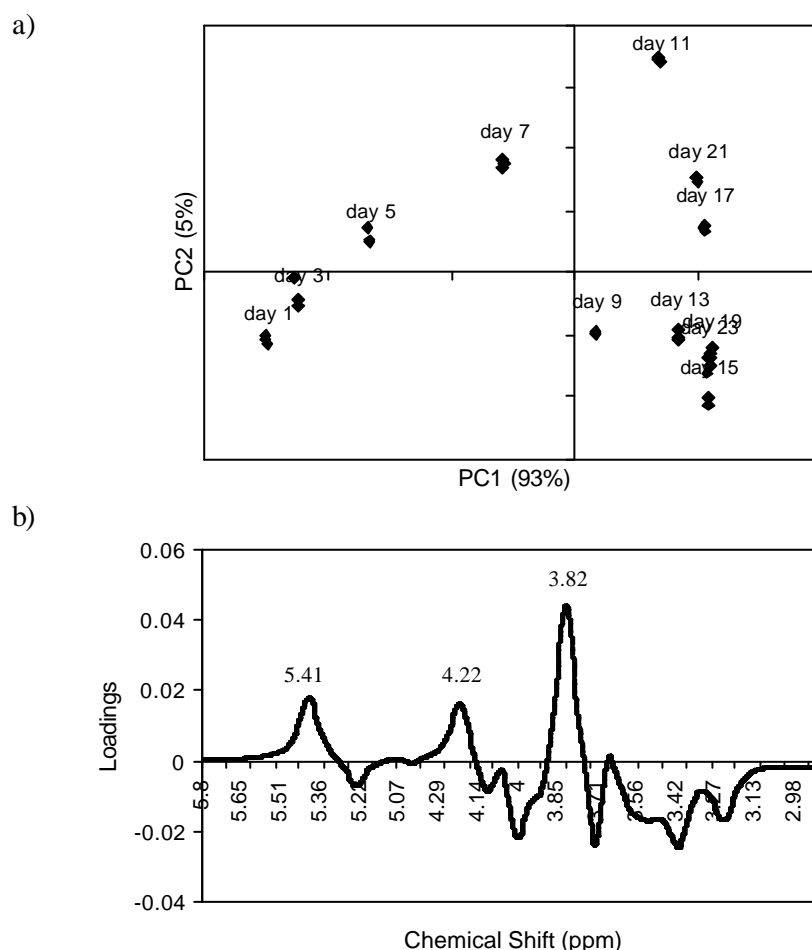 a)
day 11
day 7
day 21
day 5
day 17
PC2 (5%)
day 3
day 9
day 13
day 1
day 19
day 23
day 15
PC1 (93%)
b)
0.06
3.82
0.04
5.41
4.22
0.02
Loadings
0
5.8
5.65
5.51
5.36
5.22
5.07
4.29
4.14
4
3.85
3.71
3.56
3.42
3.27
3.13
2.98
-0.02
-0.04
Chemical Shift (ppm)